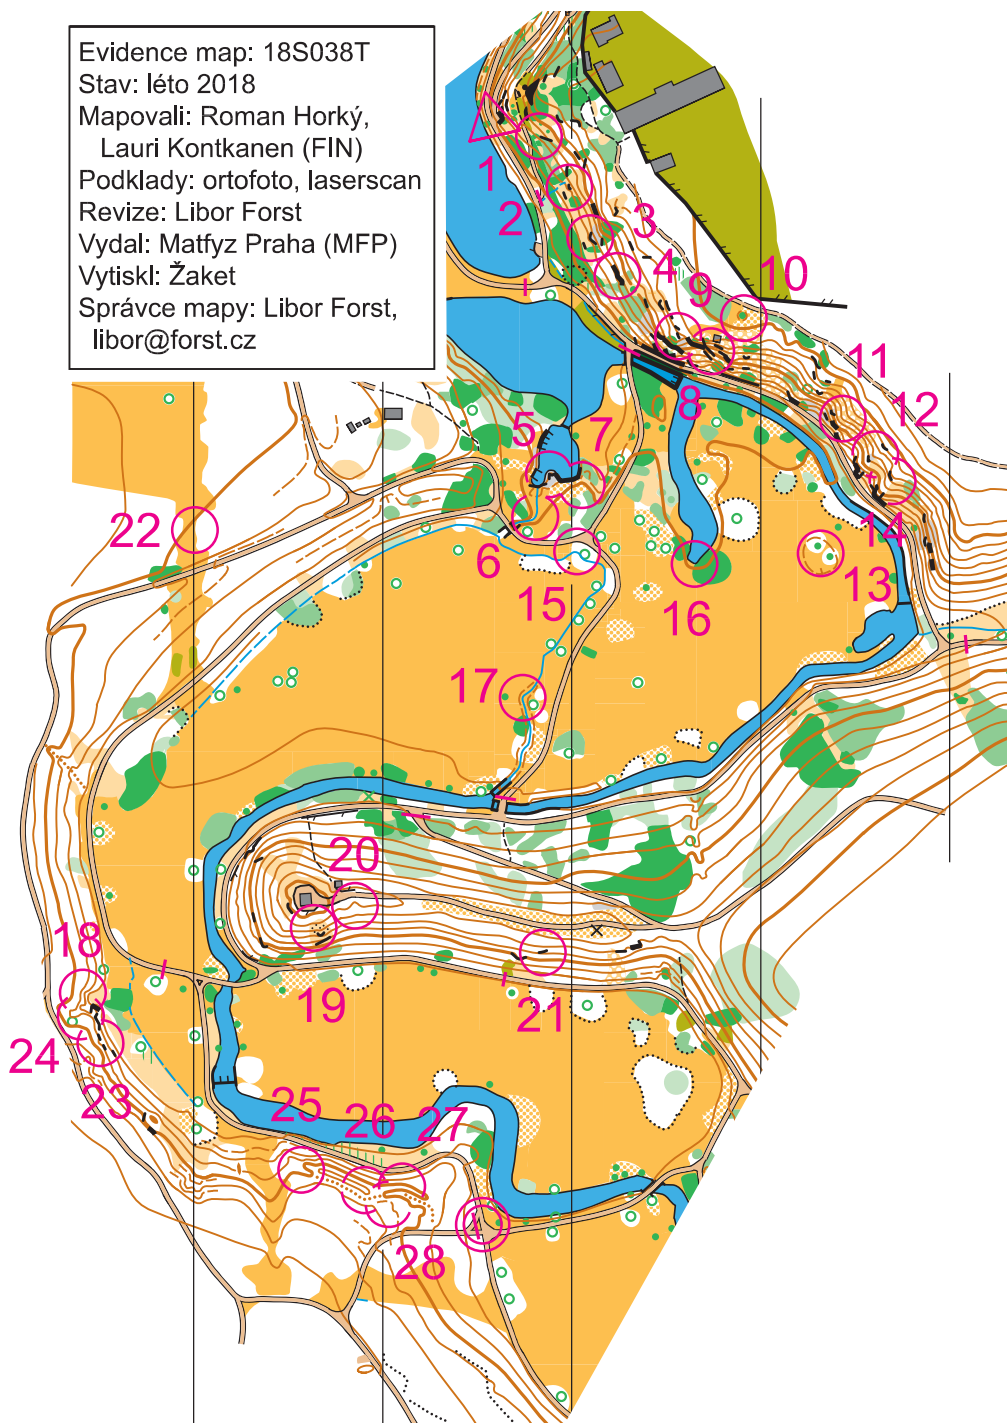 Evidence map: 18S038T
Stav: léto 2018
Mapovali: Roman Horký,
Lauri Kontkanen (FIN)
Podklady: ortofoto, laserscan
Revize: Libor Forst
Vydal: Matfyz Praha (MFP)
Vytiskl: Žaket
Správce mapy: Libor Forst,
libor@forst.cz
1
2
3
4
9
10
11
12
5
7
8
22
6
15
16
14
13
17
20
18
19
21
24
23
25
26
27
28